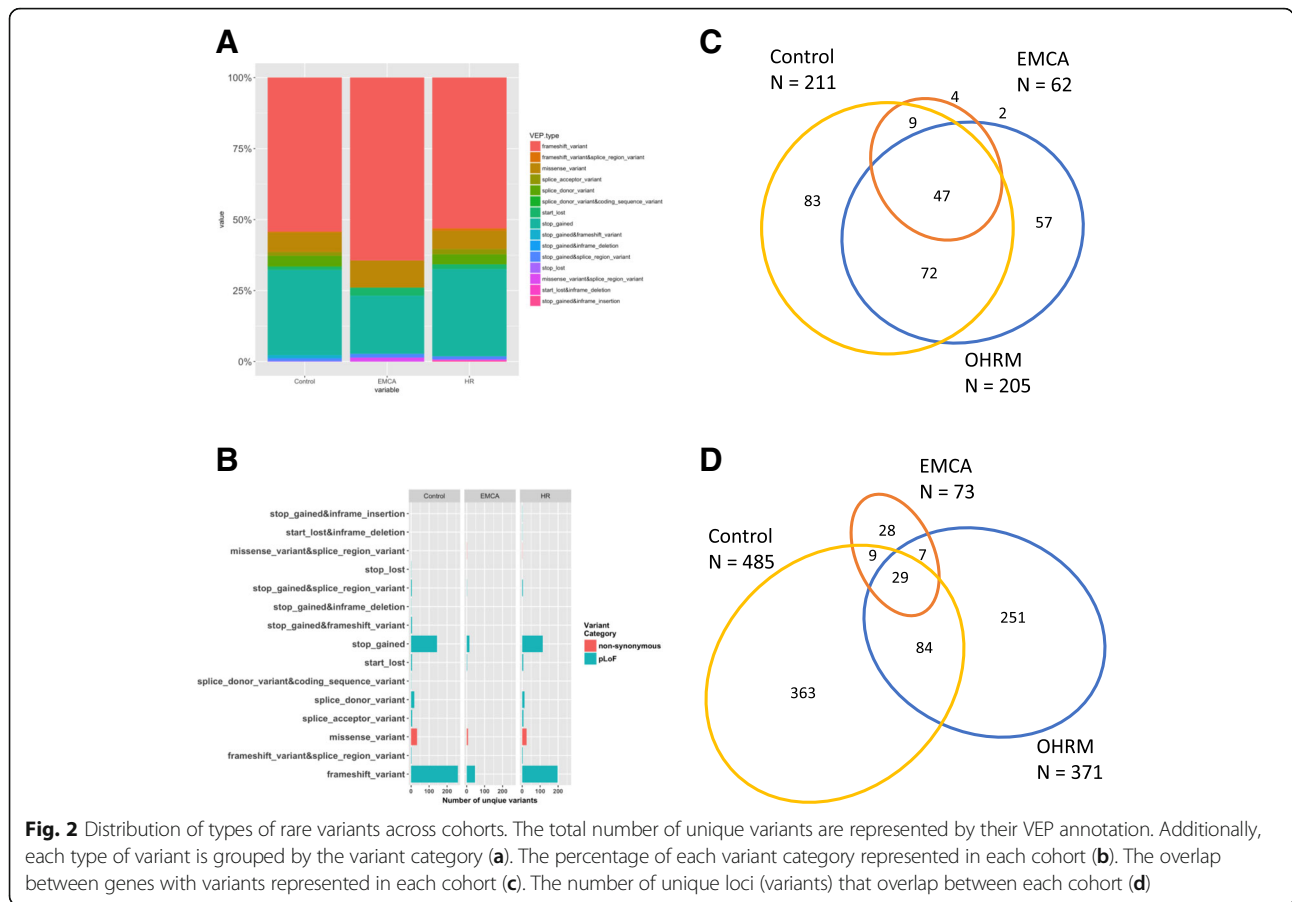 A
100%
75%
50%
25%
0%
value
Control
EMCA
HR
variable
VEP.type
frameshift_variant
frameshift_variant&splice_region_variant
missense_variant
splice_acceptor_variant
splice_donor_variant
splice_donor_variant&coding_sequence_variant
start_lost
stop_gained
stop_gained&frameshift_variant
stop_gained&inframe_deletion
stop_gained&splice_region_variant
stop_lost
missense_variant&splice_region_variant
start_lost&inframe_deletion
stop_gained&inframe_insertion
C
Control
N = 211
EMCA
N = 62
4
2
9
83
47
57
72
OHRM
N = 205
B
Control
EMCA
HR
stop_gained&inframe_insertion
start_lost&inframe_deletion
missense_variant&splice_region_variant
stop_lost
stop_gained&splice_region_variant
stop_gained&inframe_deletion
stop_gained&frameshift_variant
stop_gained
start_lost
splice_donor_variant&coding_sequence_variant
splice_donor_variant
splice_acceptor_variant
missense_variant
frameshift_variant&splice_region_variant
frameshift_variant
0 100 200 0 100 200 0 100 200
Number of unqiue variants
Variant
Category
non-synonymous
pLoF
D
EMCA
N = 73
Control
N = 485
28
9
7
29
251
84
363
OHRM
N = 371
Fig. 2 Distribution of types of rare variants across cohorts. The total number of unique variants are represented by their VEP annotation. Additionally,
each type of variant is grouped by the variant category (a). The percentage of each variant category represented in each cohort (b). The overlap
between genes with variants represented in each cohort (c). The number of unique loci (variants) that overlap between each cohort (d)